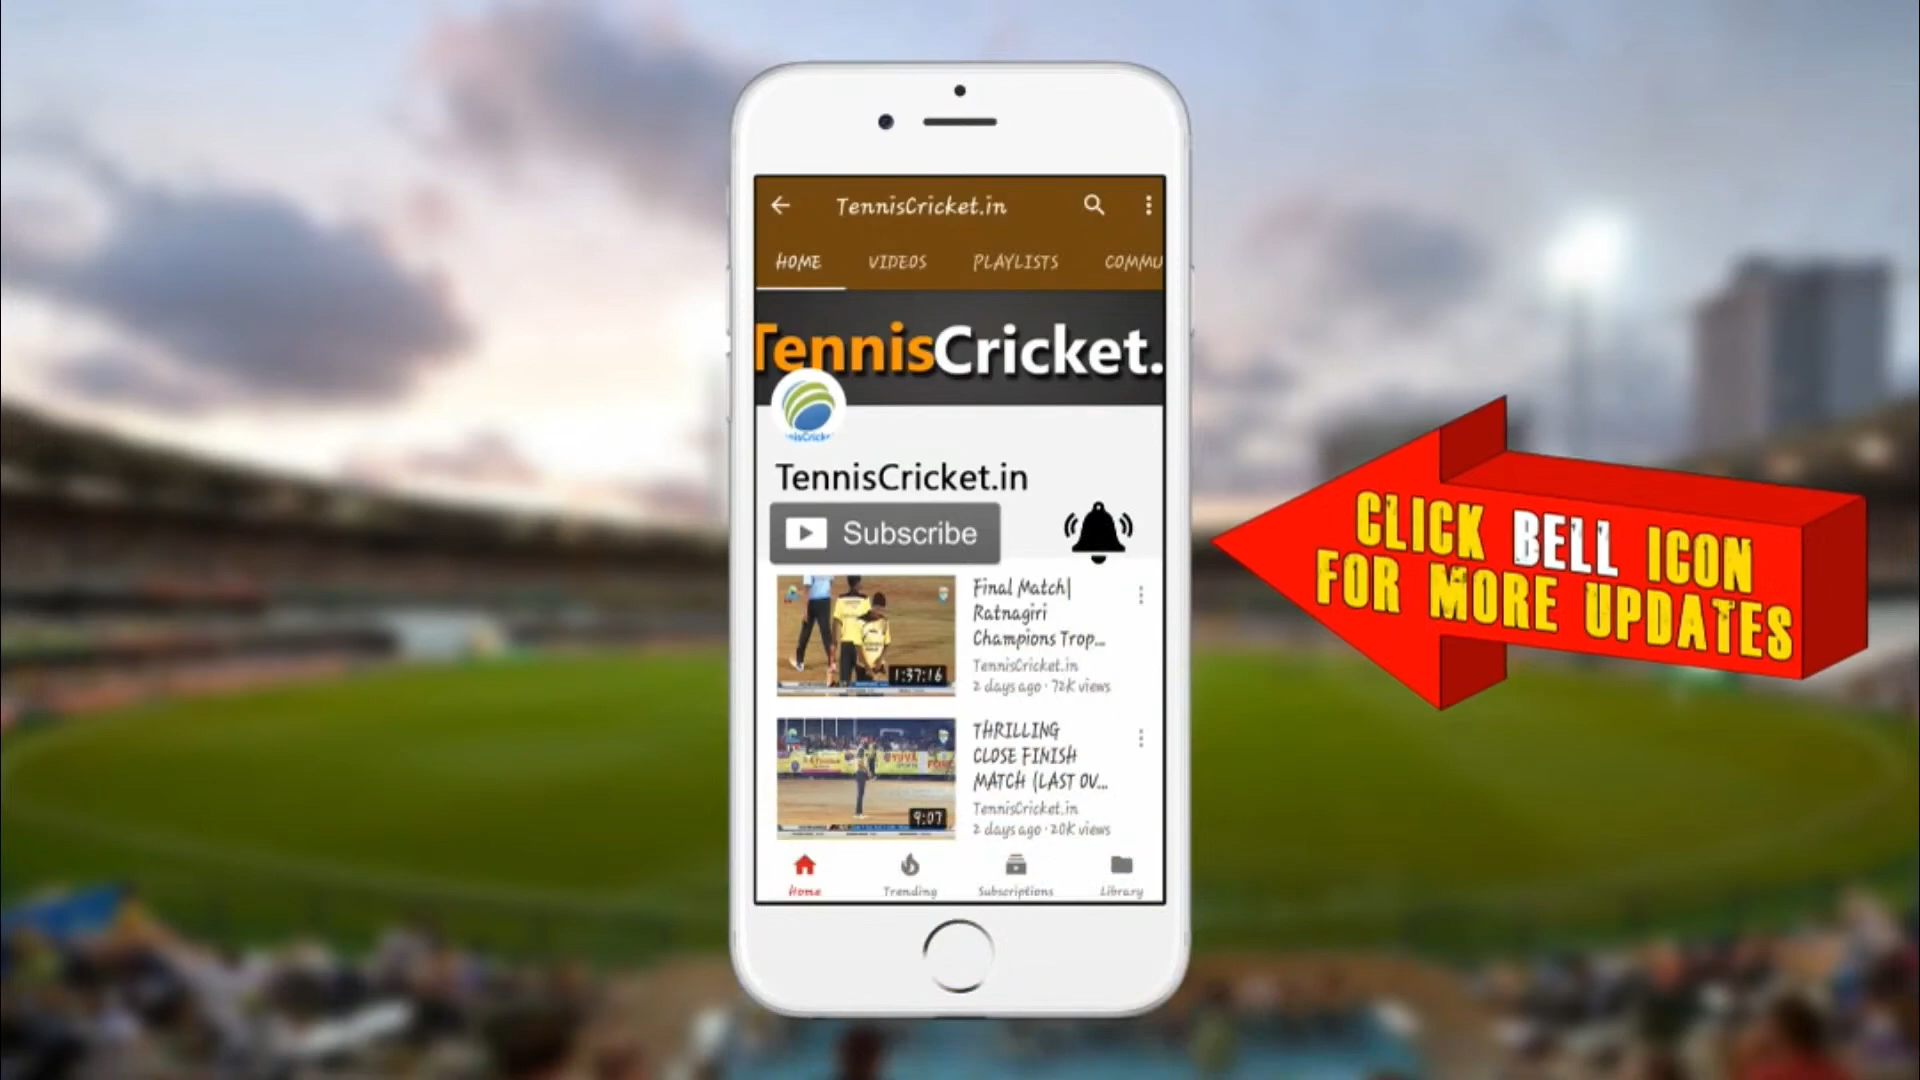 TennisCricket.in
HOME VIDEOS PLAYLISTS COMMU
TennisCricket.
TennisCricket.in
Subscribe
Final Match|
Ratnagiri
Champions Trop...
TennisCricket.in
2 days ago · 72K views
1:37:16
THRILLING
CLOSE FINISH
MATCH (LAST OV...
TennisCricket.in
2 days ago · 20K views
9:07
Home Trending Subscriptions Library
CLICK BELL ICON
FOR MORE UPDATES